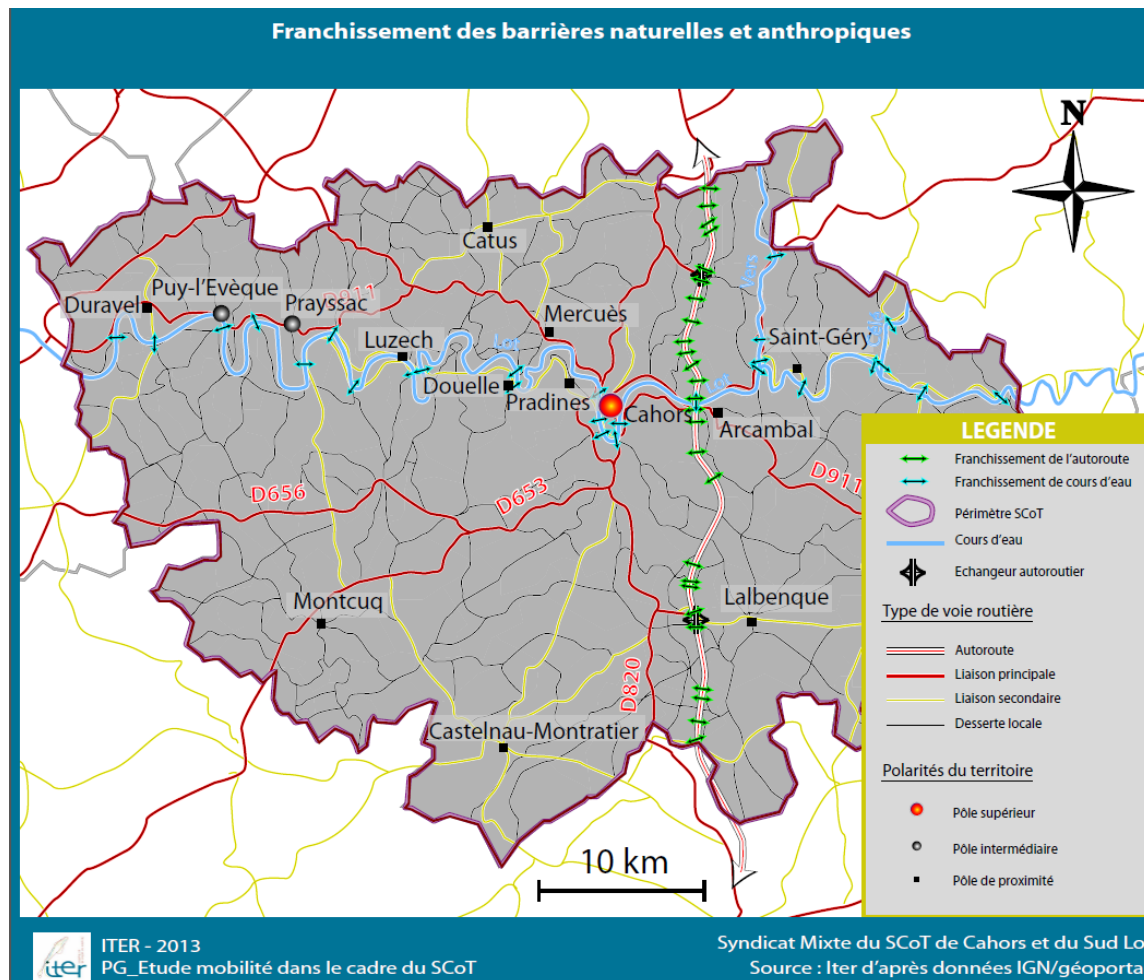 Franchissement des barrières naturelles et anthropiques
N
Catus
Vers
Puy-l'Evèque
D911
Duravel
Prayssac
Mercuès
Saint-Géry
Célé
Luzech
Lot
Douelle
Pradines
Lot
Cahors
Arcambal
D911
D656
D653
Montcuq
Lalbenque
D820
Castelnau-Montratier
10 km
LEGENDE
Franchissement de l'autoroute
Franchissement de cours d'eau
Périmètre SCoT
Cours d'eau
Echangeur autoroutier
Type de voie routière
Autoroute
Liaison principale
Liaison secondaire
Desserte locale
Polarités du territoire
Pôle supérieur
Pôle intermédiaire
Pôle de proximité
iter
ITER - 2013
PG_Etude mobilité dans le cadre du SCoT
Syndicat Mixte du SCoT de Cahors et du Sud Lo
Source : Iter d'après données IGN/géoporta